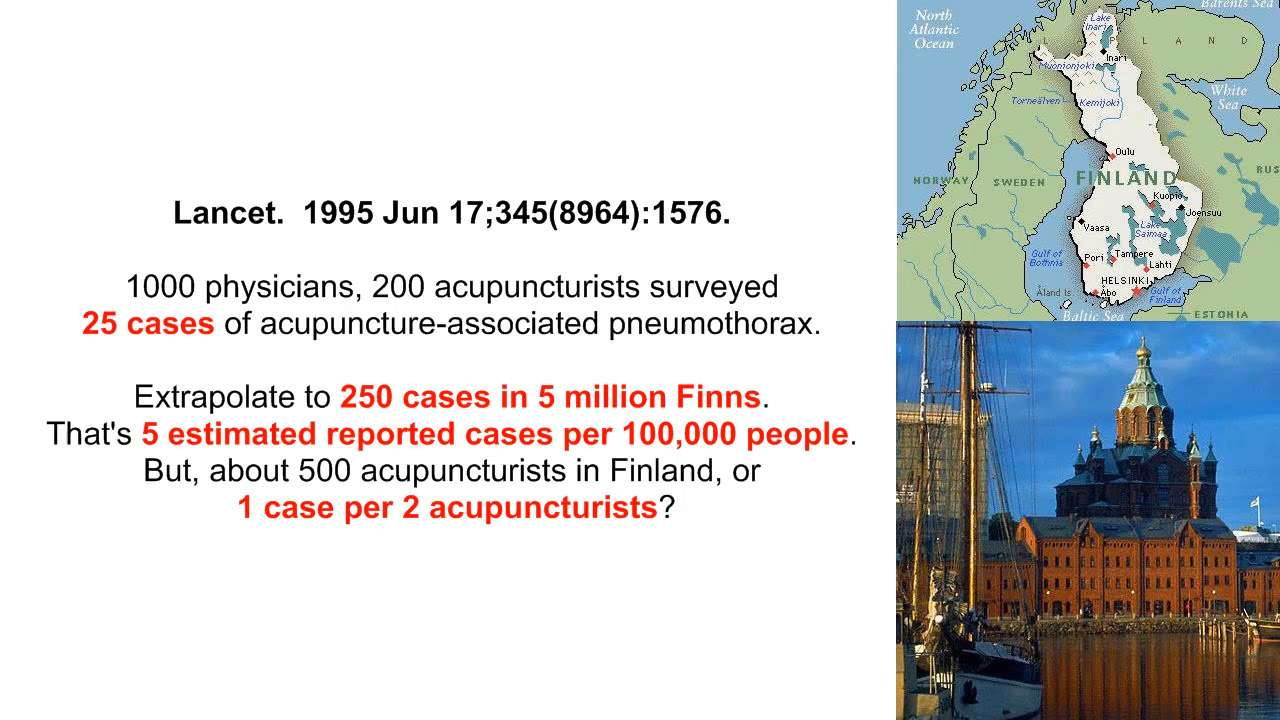 Lancet.  1995 Jun 17;345(8964):1576.
1000 physicians, 200 acupuncturists surveyed
25 cases of acupuncture-associated pneumothorax.
Extrapolate to 250 cases in 5 million Finns.
That's 5 estimated reported cases per 100,000 people.
But, about 500 acupuncturists in Finland, or
1 case per 2 acupuncturists?
Barents Sea
North
Atlantic
Ocean
Lake
Inari
L A P L A N D
Inari
Muonionjoki
White
Sea
Torneälven
Kemijoki
Oulu
NORWAY
SWEDEN
FINLAND
RUS
Kuopio
Joensuu
Vaasa
Lake
Saimaa
Gulf of
Bothnia
Pori
Tampere
Lahti
HELSINKI
Åland Is
Åbo
Gulf of
Finland
Baltic Sea
ESTONIA